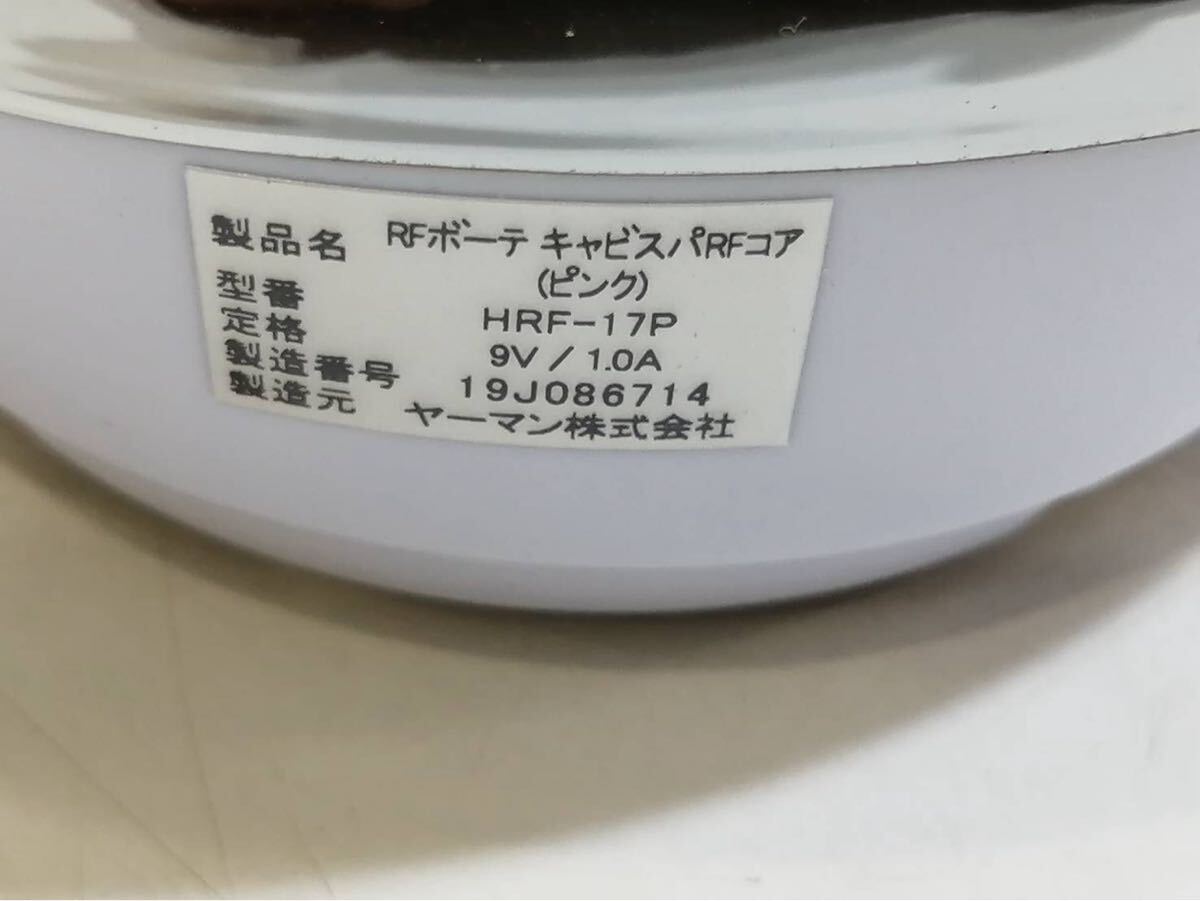 製品名 RFボーテ キャビスパRFコア
(ピンク)
型番 HRF-17P
定格 9V / 1.0A
製造番号 19J086714
製造元 ヤーマン株式会社